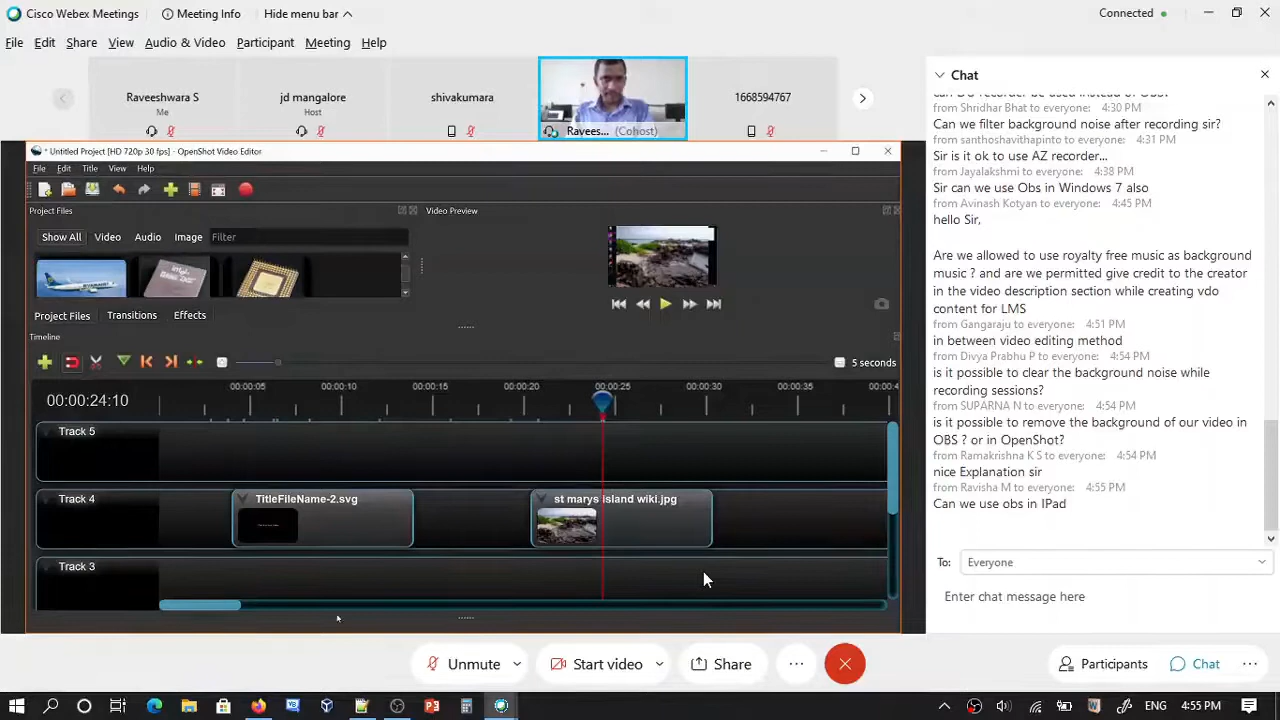 Cisco Webex Meetings
Meeting Info
Hide menu bar
Connected
File Edit Share View Audio & Video Participant Meeting Help
Raveeshwara S
Me
jd mangalore
Host
shivakumara
Ravees... (Cohost)
1668594767
* Untitled Project [HD 720p 30 fps] - OpenShot Video Editor
File Edit Title View Help
Project Files
Video Preview
Show All Video Audio Image Filter
Project Files Transitions Effects
Timeline
5 seconds
00:00:24:10
00:00:05 00:00:10 00:00:15 00:00:20 00:00:25 00:00:30 00:00:35 00:00:4
Track 5
Track 4
TitleFileName-2.svg
st marys island wiki.jpg
Track 3
Chat
from Shridhar Bhat to everyone: 4:30 PM
Can we filter background noise after recording sir?
from santhoshavithapinto to everyone: 4:31 PM
Sir is it ok to use AZ recorder...
from Jayalakshmi to everyone: 4:38 PM
Sir can we use Obs in Windows 7 also
from Avinash Kotyan to everyone: 4:45 PM
hello Sir,
Are we allowed to use royalty free music as background
music ? and are we permitted give credit to the creator
in the video description section while creating vdo
content for LMS
from Gangaraju to everyone: 4:51 PM
in between video editing method
from Divya Prabhu P to everyone: 4:54 PM
is it possible to clear the background noise while
recording sessions?
from SUPARNA N to everyone: 4:54 PM
is it possible to remove the background of our video in
OBS ? or in OpenShot?
from Ramakrishna K S to everyone: 4:54 PM
nice Explanation sir
from Ravisha M to everyone: 4:55 PM
Can we use obs in IPad
To: Everyone
Enter chat message here
Unmute
Start video
Share
Participants
Chat
ENG 4:55 PM